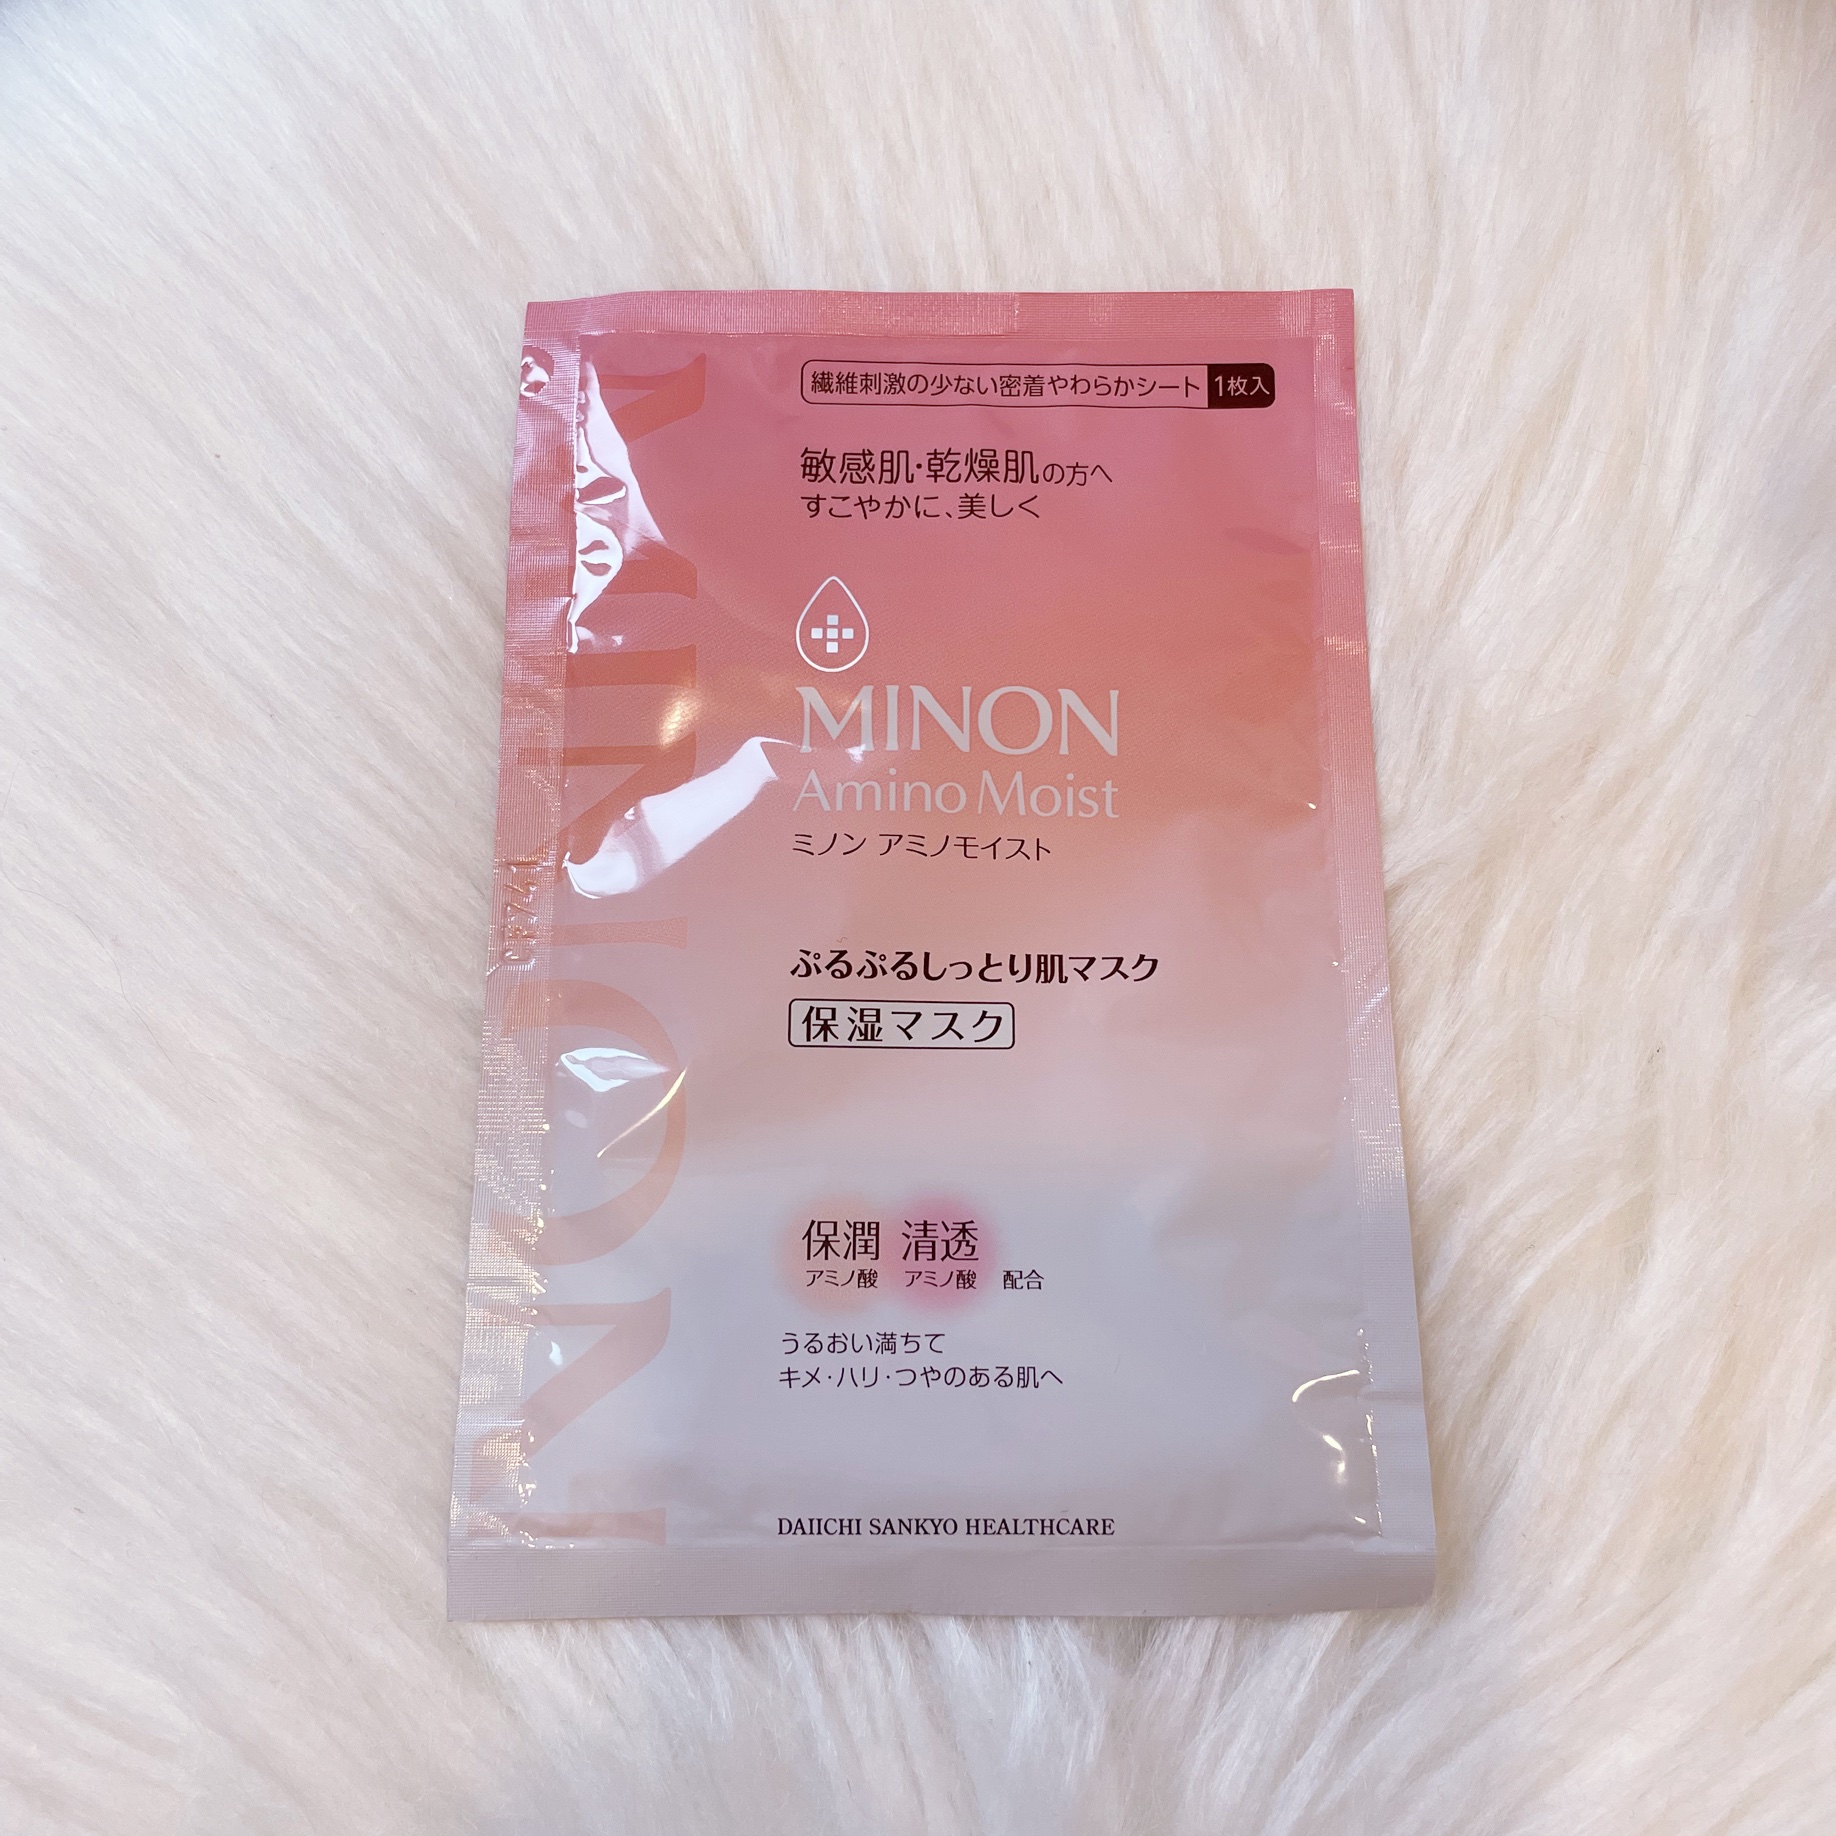 繊維刺激の少ない密着やわらかシート 1枚入
敏感肌・乾燥肌の方へ
すこやかに、美しく
MINON
Amino Moist
ミノン アミノモイスト
ぷるぷるしっとり肌マスク
保湿マスク
保潤 清透
アミノ酸 アミノ酸 配合
うるおい満ちて
キメ・ハリ・つやのある肌へ
DAIICHI SANKYO HEALTHCARE
MINON